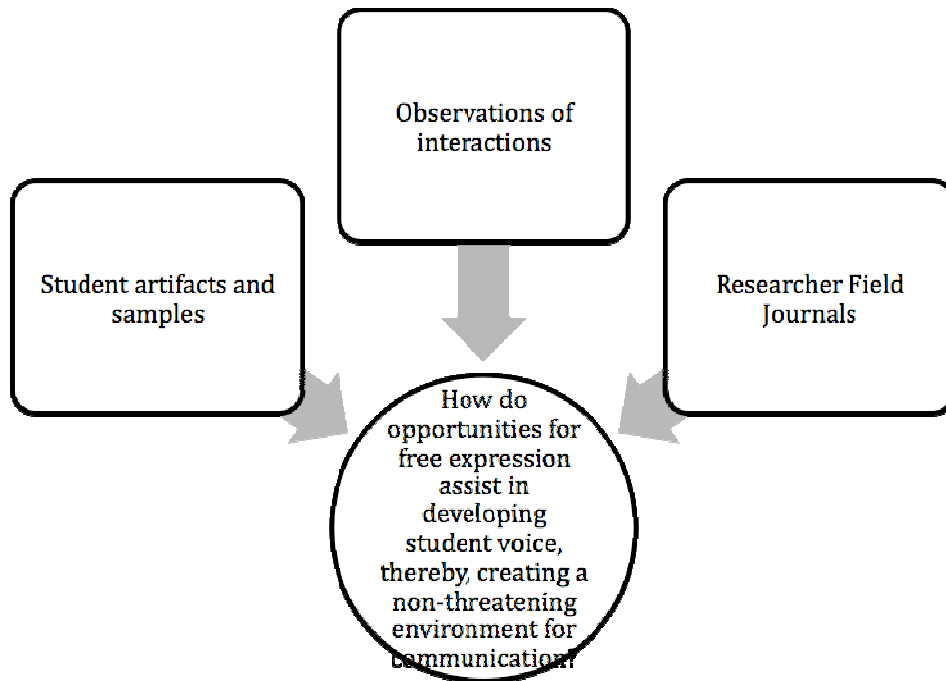 Observations of
interactions
Student artifacts and
samples
Researcher Field
Journals
How do
opportunities for
free expression
assist in
developing
student voice,
thereby, creating a
non-threatening
environment for
communication?